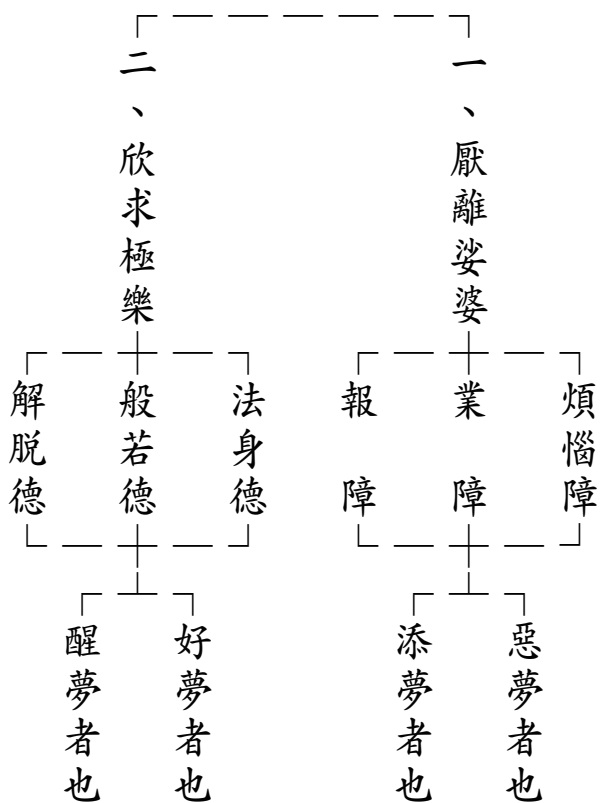 一、厭離娑婆
煩惱障
業障
報障
惡夢者也
添夢者也
二、欣求極樂
法身德
般若德
解脫德
好夢者也
醒夢者也